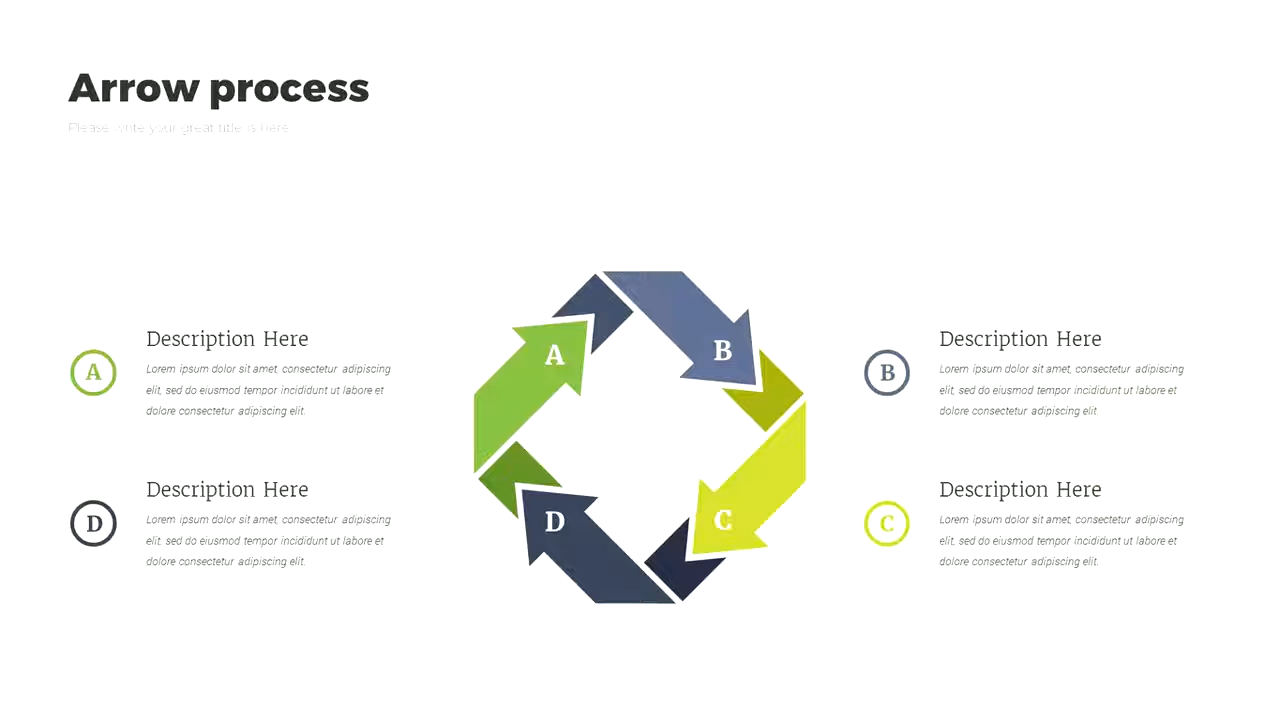 Arrow process
Please write your great title is here
A
Description Here
Lorem ipsum dolor sit amet, consectetur adipiscing
elit, sed do eiusmod tempor incididunt ut labore et
dolore consectetur adipiscing elit.
D
Description Here
Lorem ipsum dolor sit amet, consectetur adipiscing
elit, sed do eiusmod tempor incididunt ut labore et
dolore consectetur adipiscing elit.
A
B
C
D
B
Description Here
Lorem ipsum dolor sit amet, consectetur adipiscing
elit, sed do eiusmod tempor incididunt ut labore et
dolore consectetur adipiscing elit.
C
Description Here
Lorem ipsum dolor sit amet, consectetur adipiscing
elit, sed do eiusmod tempor incididunt ut labore et
dolore consectetur adipiscing elit.